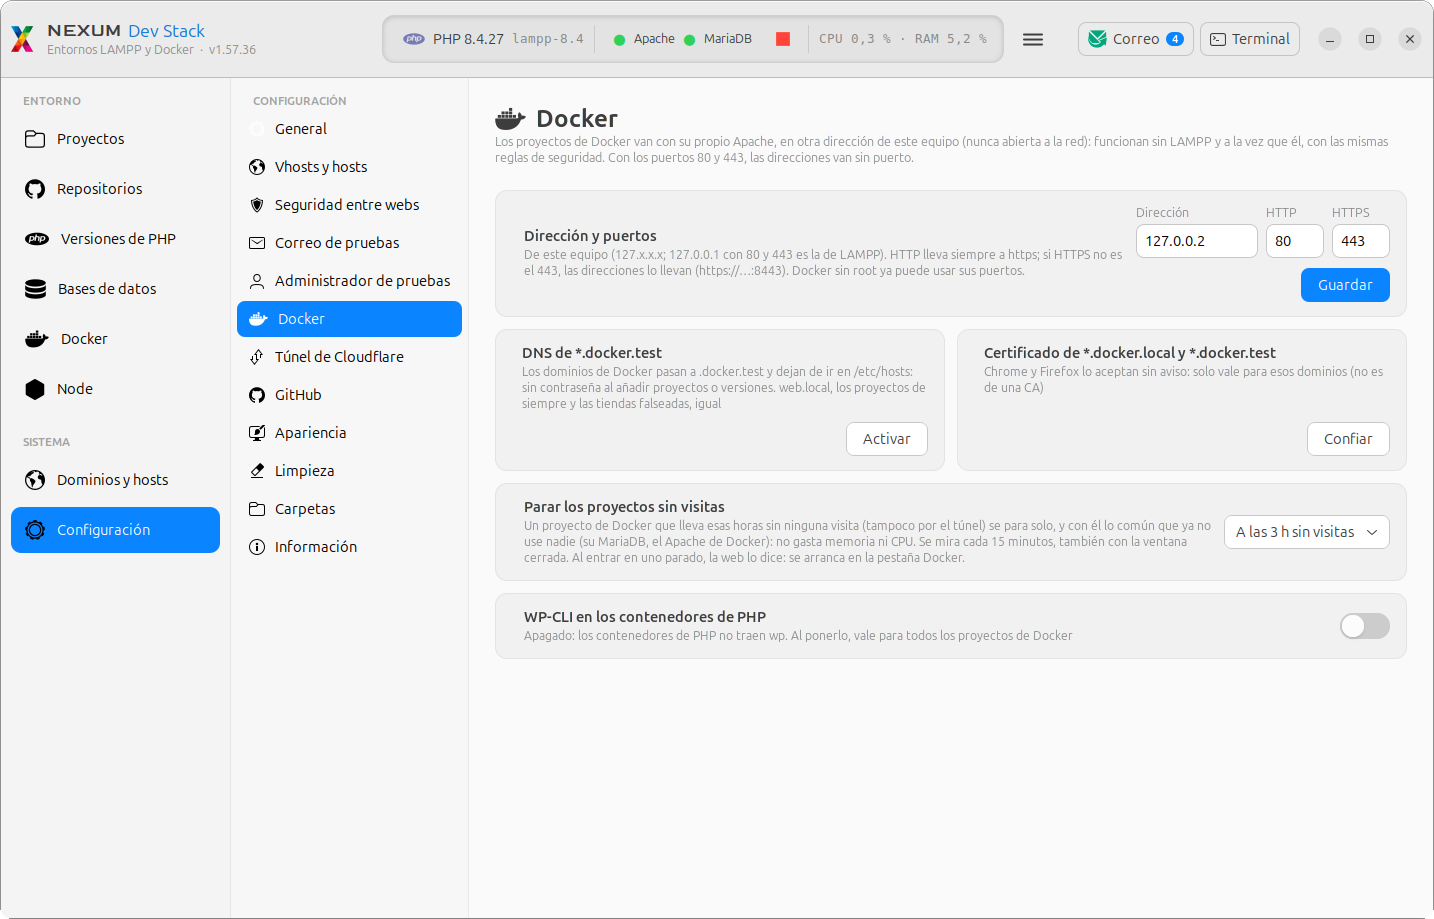 NEXUM Dev Stack
Entornos LAMPP y Docker · v1.57.36
php PHP 8.4.27 lampp-8.4
Apache
MariaDB
CPU 0,3 % · RAM 5,2 %
Correo 4
Terminal
ENTORNO
Proyectos
Repositorios
php Versiones de PHP
Bases de datos
Docker
Node
SISTEMA
Dominios y hosts
Configuración
CONFIGURACIÓN
General
Vhosts y hosts
Seguridad entre webs
Correo de pruebas
Administrador de pruebas
Docker
Túnel de Cloudflare
GitHub
Apariencia
Limpieza
Carpetas
Información
Docker
Los proyectos de Docker van con su propio Apache, en otra dirección de este equipo (nunca abierta a la red): funcionan sin LAMPP y a la vez que él, con las mismas
reglas de seguridad. Con los puertos 80 y 443, las direcciones van sin puerto.
Dirección y puertos
De este equipo (127.x.x.x; 127.0.0.1 con 80 y 443 es la de LAMPP). HTTP lleva siempre a https; si HTTPS no es
el 443, las direcciones lo llevan (https://…:8443). Docker sin root ya puede usar sus puertos.
Dirección
HTTP
HTTPS
127.0.0.2
80
443
Guardar
DNS de *.docker.test
Los dominios de Docker pasan a .docker.test y dejan de ir en /etc/hosts:
sin contraseña al añadir proyectos o versiones. web.local, los proyectos de
siempre y las tiendas falseadas, igual
Activar
Certificado de *.docker.local y *.docker.test
Chrome y Firefox lo aceptan sin aviso: solo vale para esos dominios (no es
de una CA)
Confiar
Parar los proyectos sin visitas
Un proyecto de Docker que lleva esas horas sin ninguna visita (tampoco por el túnel) se para solo, y con él lo común que ya no
use nadie (su MariaDB, el Apache de Docker): no gasta memoria ni CPU. Se mira cada 15 minutos, también con la ventana
cerrada. Al entrar en uno parado, la web lo dice: se arranca en la pestaña Docker.
A las 3 h sin visitas
WP-CLI en los contenedores de PHP
Apagado: los contenedores de PHP no traen wp. Al ponerlo, vale para todos los proyectos de Docker